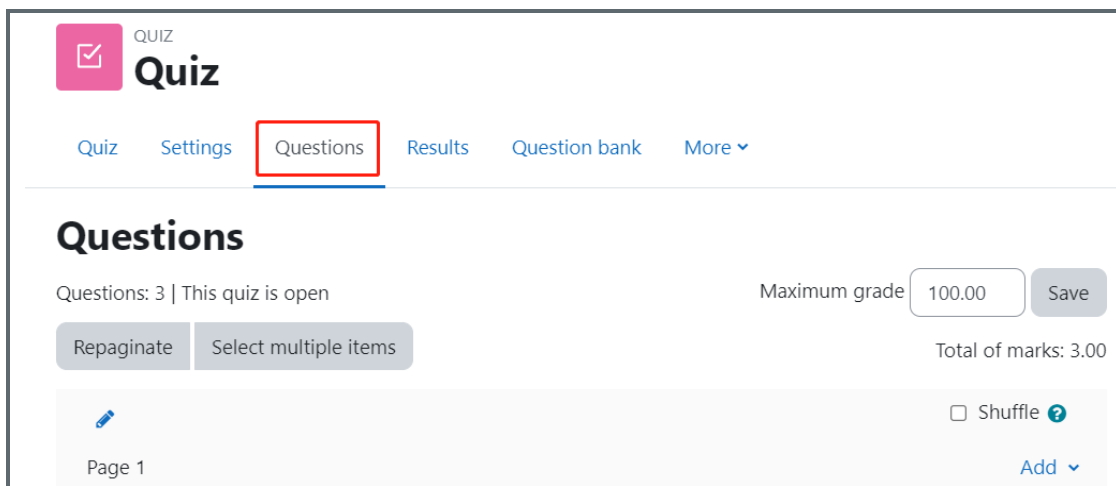 QUIZ
Quiz
Quiz Settings Questions Results Question bank More
Questions
Questions: 3 | This quiz is open
Maximum grade 100.00 Save
Repaginate Select multiple items
Total of marks: 3.00
Shuffle ?
Page 1
Add